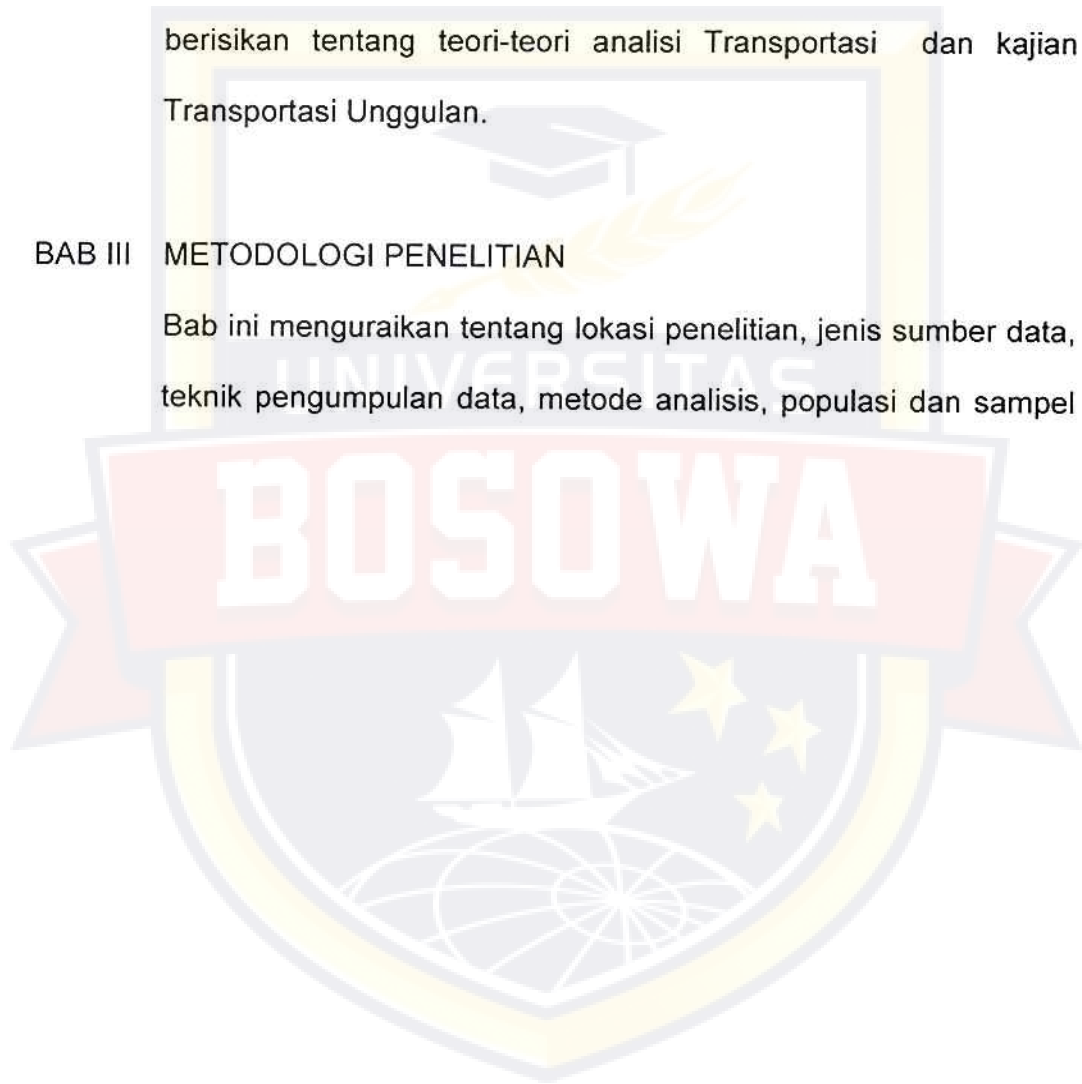 berisikan tentang teori-teori analisi Transportasi dan kajian
Transportasi Unggulan.
BAB III METODOLOGI PENELITIAN
Bab ini menguraikan tentang lokasi penelitian, jenis sumber data,
teknik pengumpulan data, metode analisis, populasi dan sampel
UNIVERSITAS
BOSOWA